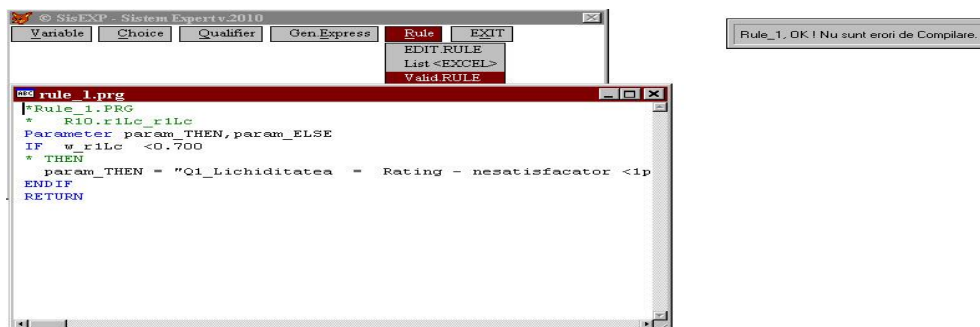 © SisEXP - Sistem Expert v.2010
Variable Choice Qualifier Gen.Express Rule EXIT
EDIT.RULE
List <EXCEL>
Valid.RULE
Rule_1, OK ! Nu sunt erori de Compilare.
rule_1.prg
*Rule_1.PRG
* R10.r1Lc_r1Lc
Parameter param_THEN,param_ELSE
IF w_r1Lc <0.700
* THEN
param_THEN = "Q1_Lichiditatea = Rating - nesatisfacator <1p
ENDIF
RETURN